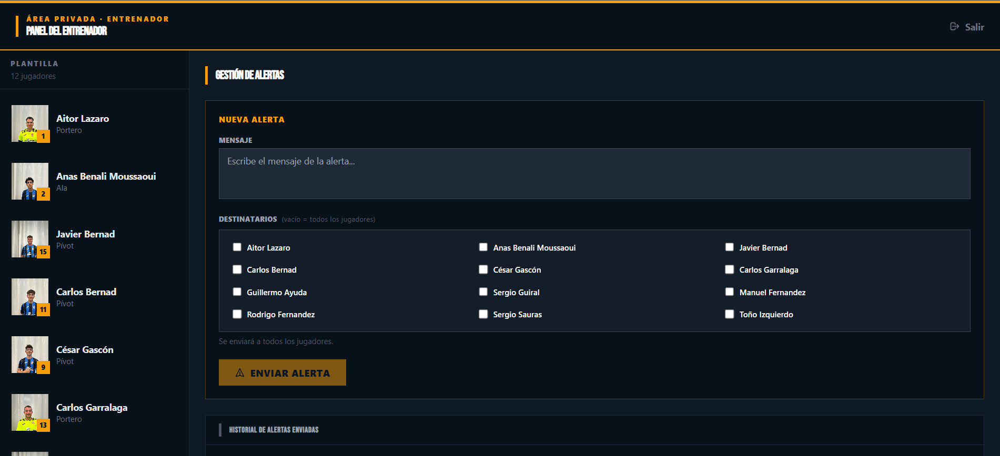 ÁREA PRIVADA · ENTRENADOR
PANEL DEL ENTRENADOR
Salir
PLANTILLA
12 jugadores
Aitor Lazaro
Portero
1
Anas Benali Moussaoui
Ala
2
Javier Bernad
Pívot
15
Carlos Bernad
Pívot
11
César Gascón
Pívot
9
Carlos Garralaga
Portero
13
GESTIÓN DE ALERTAS
NUEVA ALERTA
MENSAJE
Escribe el mensaje de la alerta...
DESTINATARIOS (vacío = todos los jugadores)
Aitor Lazaro Anas Benali Moussaoui Javier Bernad
Carlos Bernad César Gascón Carlos Garralaga
Guillermo Ayuda Sergio Guiral Manuel Fernandez
Rodrigo Fernandez Sergio Sauras Toño Izquierdo
Se enviará a todos los jugadores.
ENVIAR ALERTA
HISTORIAL DE ALERTAS ENVIADAS